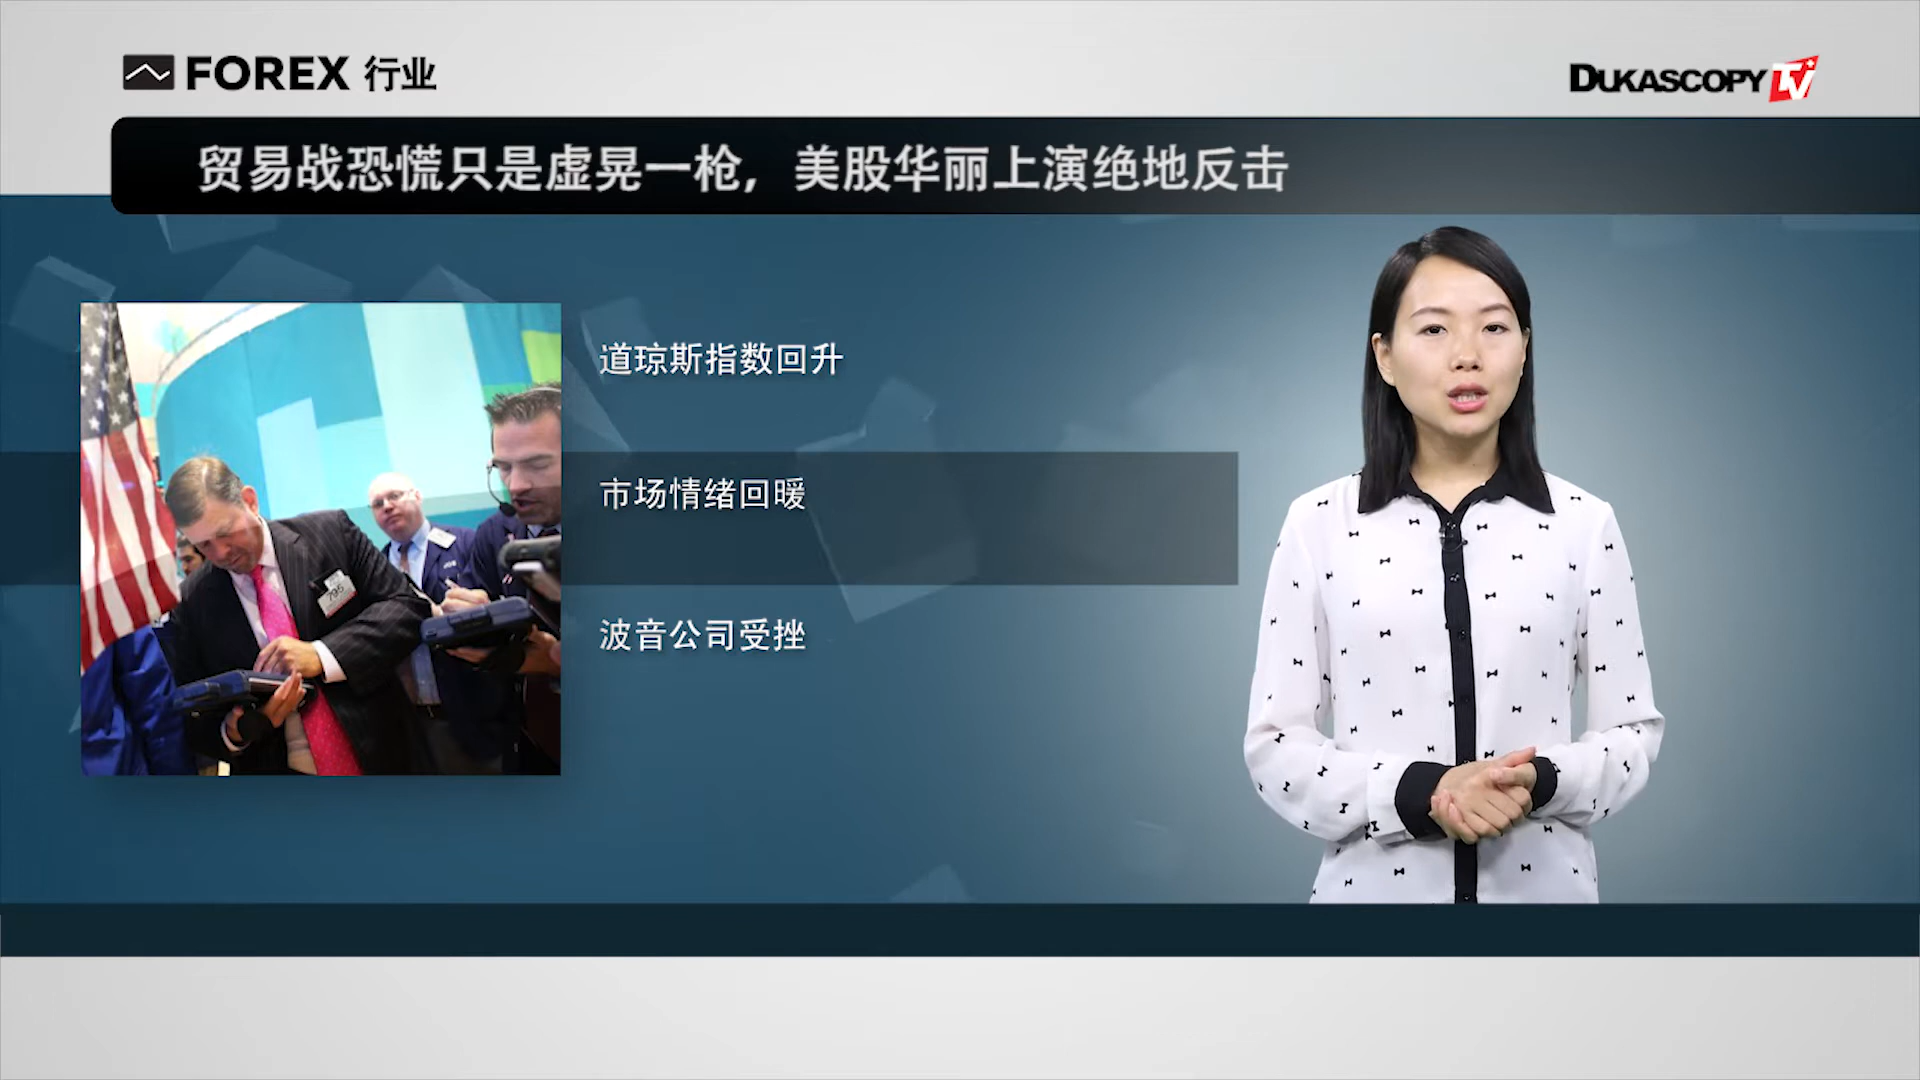 FOREX 行业
DUKASCOPY TV
贸易战恐慌只是虚晃一枪，美股华丽上演绝地反击
道琼斯指数回升
市场情绪回暖
波音公司受挫
795